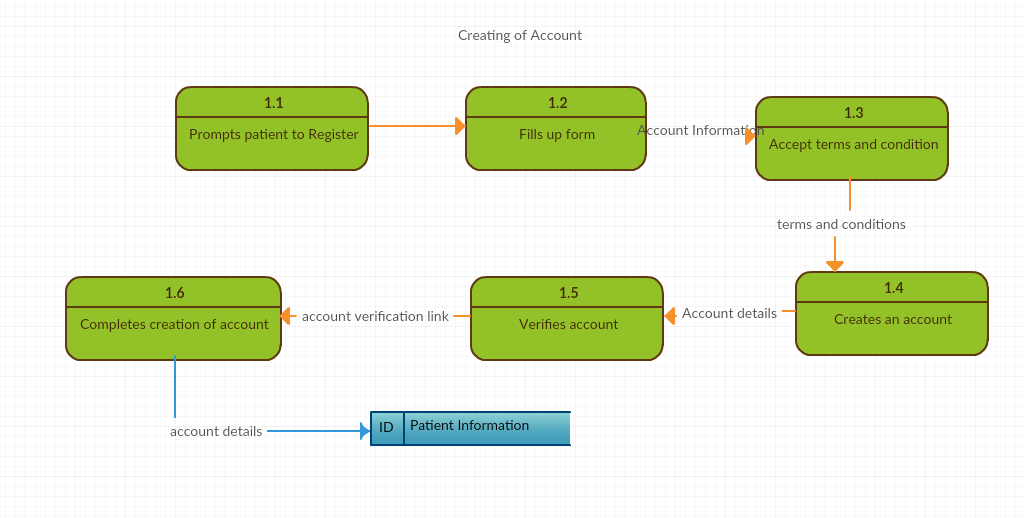 Creating of Account
1.1
Prompts patient to Register
1.2
Fills up form
Account Information
1.3
Accept terms and condition
terms and conditions
1.4
Creates an account
Account details
1.5
Verifies account
account verification link
1.6
Completes creation of account
account details
ID
Patient Information